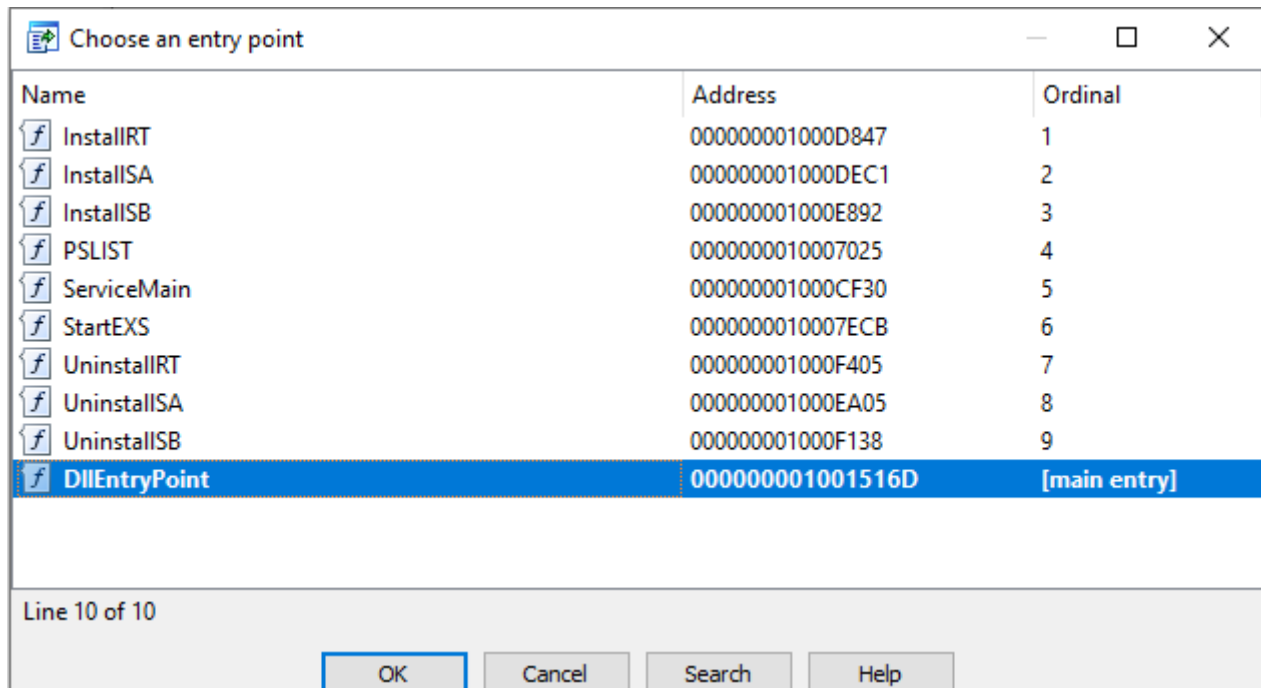 Choose an entry point
Name Address Ordinal
InstallRT 000000001000D847 1
InstallSA 000000001000DEC1 2
InstallSB 000000001000E892 3
PSLIST 0000000010007025 4
ServiceMain 000000001000CF30 5
StartEXS 0000000010007ECB 6
UninstallRT 000000001000F405 7
UninstallSA 000000001000EA05 8
UninstallSB 000000001000F138 9
DllEntryPoint 000000001001516D [main entry]
Line 10 of 10
OK Cancel Search Help